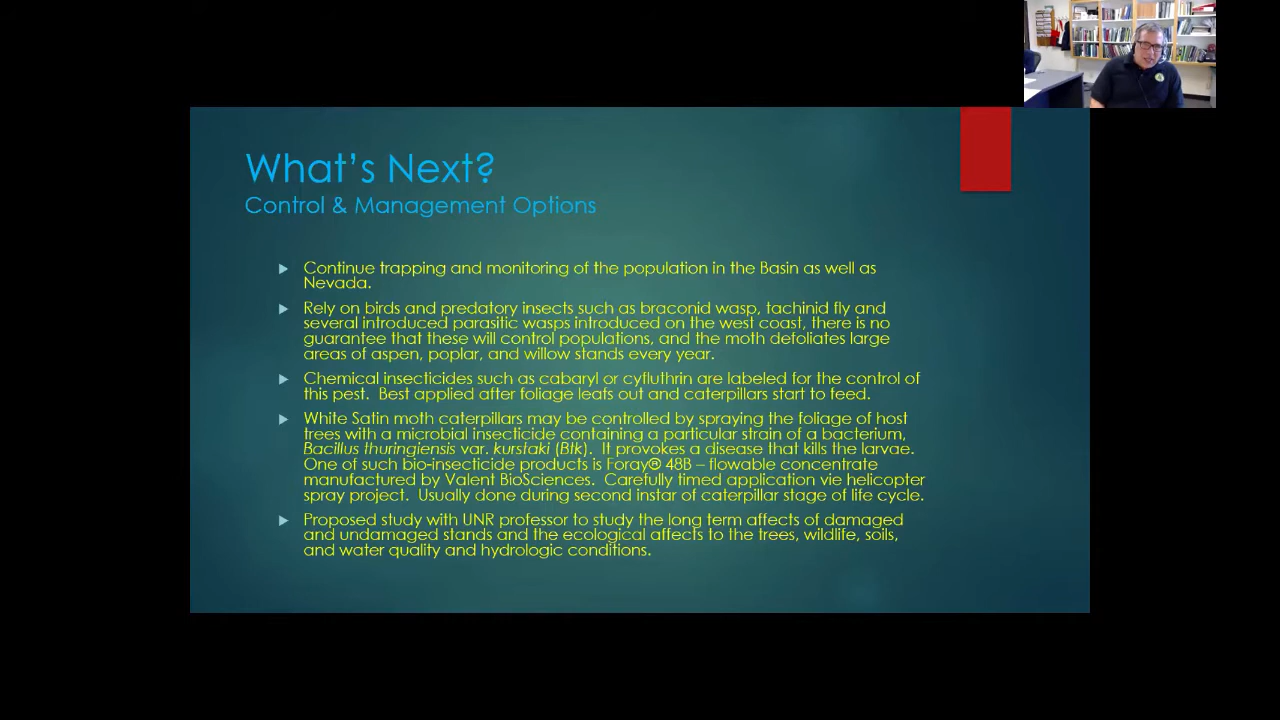 What's Next?
Control & Management Options
Continue trapping and monitoring of the population in the Basin as well as
Nevada.
Rely on birds and predatory insects such as braconid wasp, tachinid fly and
several introduced parasitic wasps introduced on the west coast, there is no
guarantee that these will control populations, and the moth defoliates large
areas of aspen, poplar, and willow stands every year.
Chemical insecticides such as cabaryl or cyfluthrin are labeled for the control of
this pest. Best applied after foliage leafs out and caterpillars start to feed.
White Satin moth caterpillars may be controlled by spraying the foliage of host
trees with a microbial insecticide containing a particular strain of a bacterium,
Bacillus thuringiensis var. kurstaki (Btk). It provokes a disease that kills the larvae.
One of such bio-insecticide products is Foray® 48B – flowable concentrate
manufactured by Valent BioSciences. Carefully timed application vie helicopter
spray project. Usually done during second instar of caterpillar stage of life cycle.
Proposed study with UNR professor to study the long term affects of damaged
and undamaged stands and the ecological affects to the trees, wildlife, soils,
and water quality and hydrologic conditions.